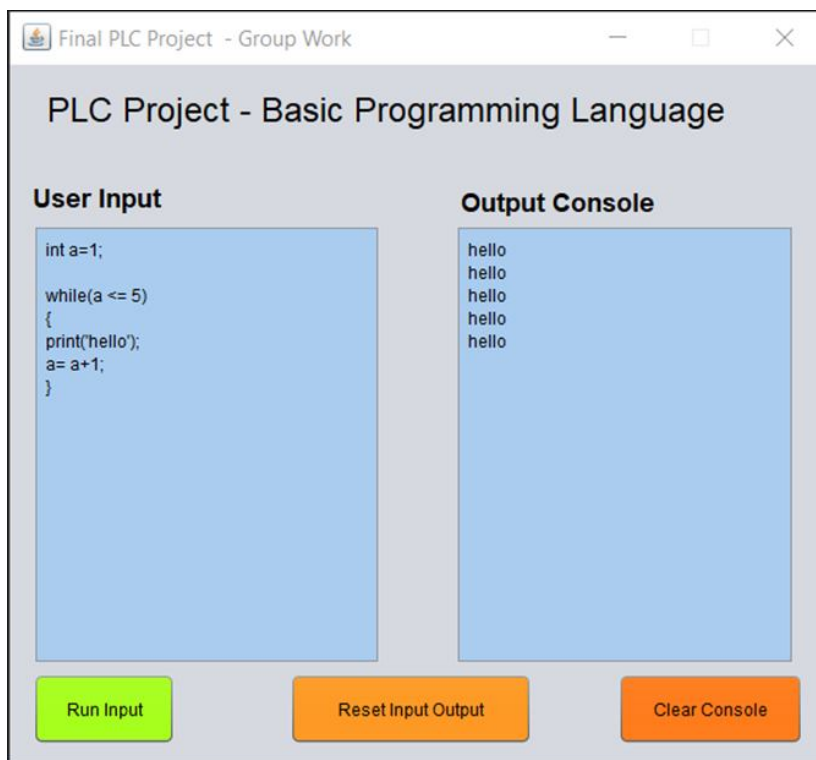 Final PLC Project - Group Work
PLC Project - Basic Programming Language
User Input
int a=1;
while(a <= 5)
{
print('hello');
a= a+1;
}
Output Console
hello
hello
hello
hello
hello
Run Input
Reset Input Output
Clear Console